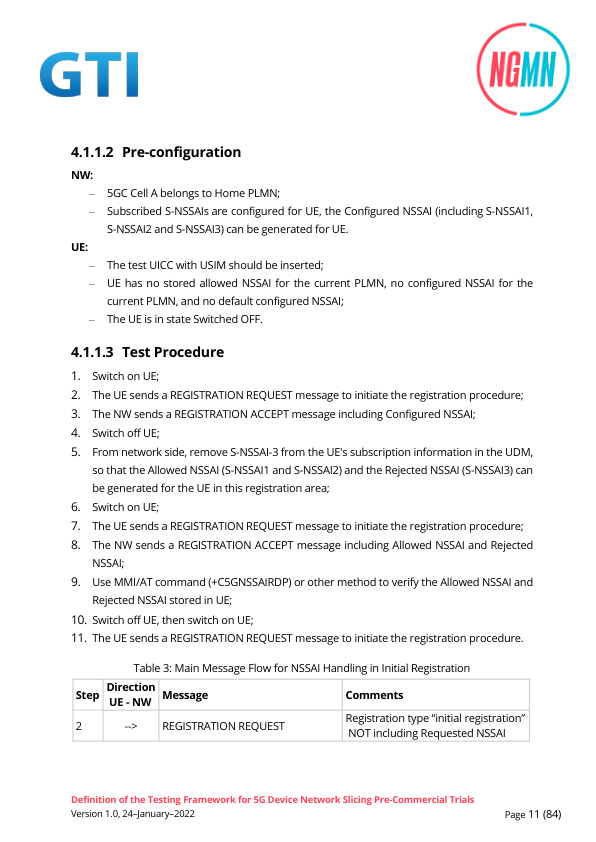 GTI
NGMN
4.1.1.2 Pre-configuration
NW:
– 5GC Cell A belongs to Home PLMN;
– Subscribed S-NSSAIs are configured for UE, the Configured NSSAI (including S-NSSAI1,
S-NSSAI2 and S-NSSAI3) can be generated for UE.
UE:
– The test UICC with USIM should be inserted;
– UE has no stored allowed NSSAI for the current PLMN, no configured NSSAI for the
current PLMN, and no default configured NSSAI;
– The UE is in state Switched OFF.
4.1.1.3 Test Procedure
1. Switch on UE;
2. The UE sends a REGISTRATION REQUEST message to initiate the registration procedure;
3. The NW sends a REGISTRATION ACCEPT message including Configured NSSAI;
4. Switch off UE;
5. From network side, remove S-NSSAI-3 from the UE's subscription information in the UDM,
so that the Allowed NSSAI (S-NSSAI1 and S-NSSAI2) and the Rejected NSSAI (S-NSSAI3) can
be generated for the UE in this registration area;
6. Switch on UE;
7. The UE sends a REGISTRATION REQUEST message to initiate the registration procedure;
8. The NW sends a REGISTRATION ACCEPT message including Allowed NSSAI and Rejected
NSSAI;
9. Use MMI/AT command (+C5GNSSAIRDP) or other method to verify the Allowed NSSAI and
Rejected NSSAI stored in UE;
10. Switch off UE, then switch on UE;
11. The UE sends a REGISTRATION REQUEST message to initiate the registration procedure.
Table 3: Main Message Flow for NSSAI Handling in Initial Registration
Step Direction UE - NW Message Comments
2 --> REGISTRATION REQUEST Registration type “initial registration”
NOT including Requested NSSAI
Definition of the Testing Framework for 5G Device Network Slicing Pre-Commercial Trials
Version 1.0, 24–January–2022 Page 11 (84)